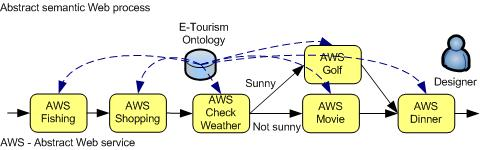 Abstract semantic Web process
E-Tourism
Ontology
AWS
Golf
Sunny
Designer
AWS
Fishing
AWS
Shopping
AWS
Check
Weather
Not sunny
AWS
Movie
AWS
Dinner
AWS - Abstract Web service